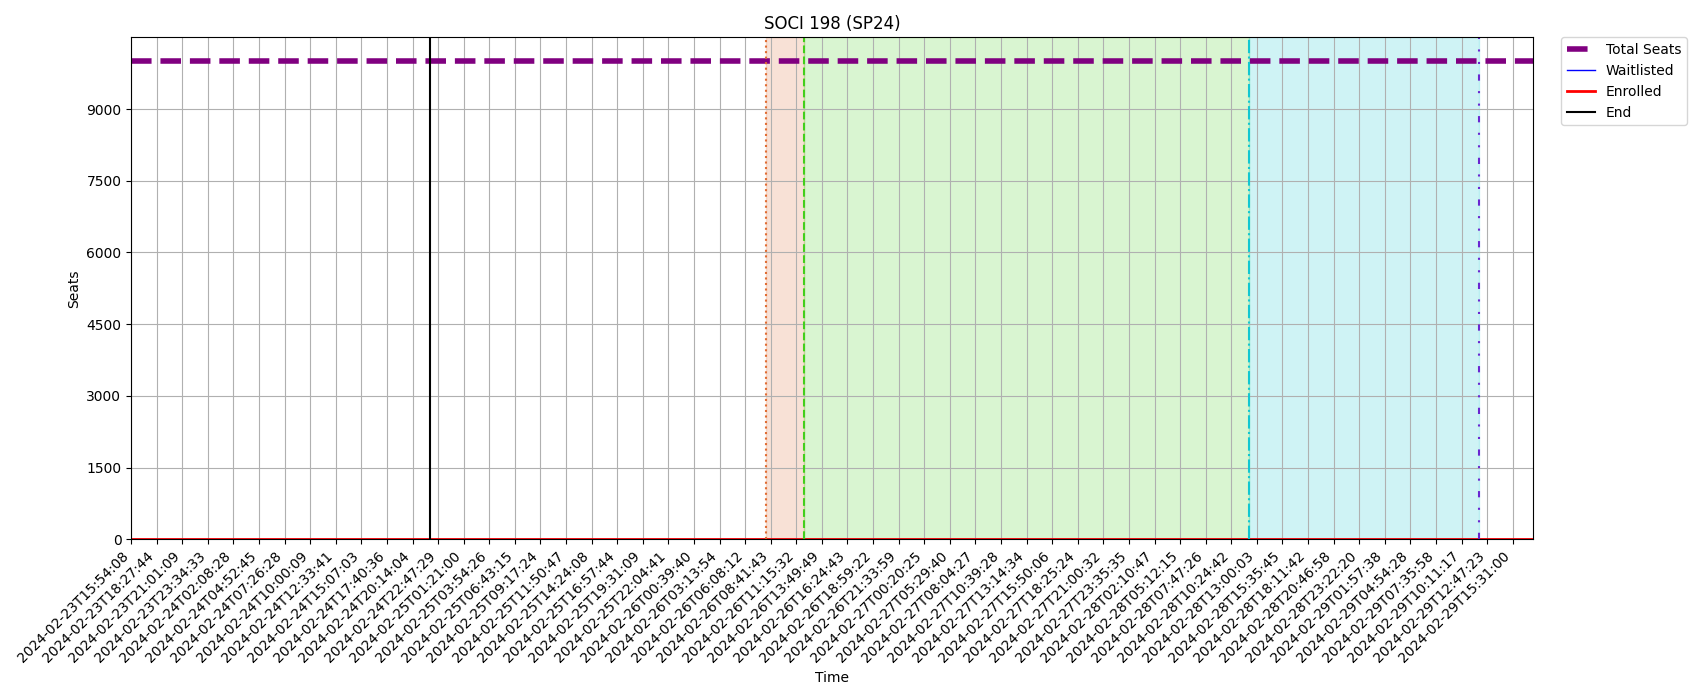 SOCI 198 (SP24)
Total Seats
Waitlisted
Enrolled
End
Seats
9000
7500
6000
4500
3000
1500
0
2024-02-23T15:54:08
2024-02-23T18:27:44
2024-02-23T21:01:09
2024-02-23T23:34:33
2024-02-24T02:08:28
2024-02-24T04:52:45
2024-02-24T07:26:28
2024-02-24T10:00:09
2024-02-24T12:33:41
2024-02-24T15:07:03
2024-02-24T17:40:36
2024-02-24T20:14:04
2024-02-24T22:47:29
2024-02-25T01:21:00
2024-02-25T03:54:26
2024-02-25T06:43:15
2024-02-25T09:17:24
2024-02-25T11:50:47
2024-02-25T14:24:08
2024-02-25T16:57:44
2024-02-25T19:31:09
2024-02-25T22:04:41
2024-02-26T00:39:40
2024-02-26T03:13:54
2024-02-26T06:08:12
2024-02-26T08:41:43
2024-02-26T11:15:32
2024-02-26T13:49:49
2024-02-26T16:24:43
2024-02-26T18:59:22
2024-02-26T21:33:59
2024-02-27T00:20:25
2024-02-27T05:29:40
2024-02-27T08:04:27
2024-02-27T10:39:28
2024-02-27T13:14:34
2024-02-27T15:50:06
2024-02-27T18:25:24
2024-02-27T21:00:32
2024-02-27T23:35:35
2024-02-28T02:10:47
2024-02-28T05:12:15
2024-02-28T07:47:26
2024-02-28T10:24:42
2024-02-28T13:00:03
2024-02-28T15:35:45
2024-02-28T18:11:42
2024-02-28T20:46:58
2024-02-28T23:22:20
2024-02-29T01:57:38
2024-02-29T04:54:28
2024-02-29T07:35:58
2024-02-29T10:11:17
2024-02-29T12:47:23
2024-02-29T15:31:00
Time